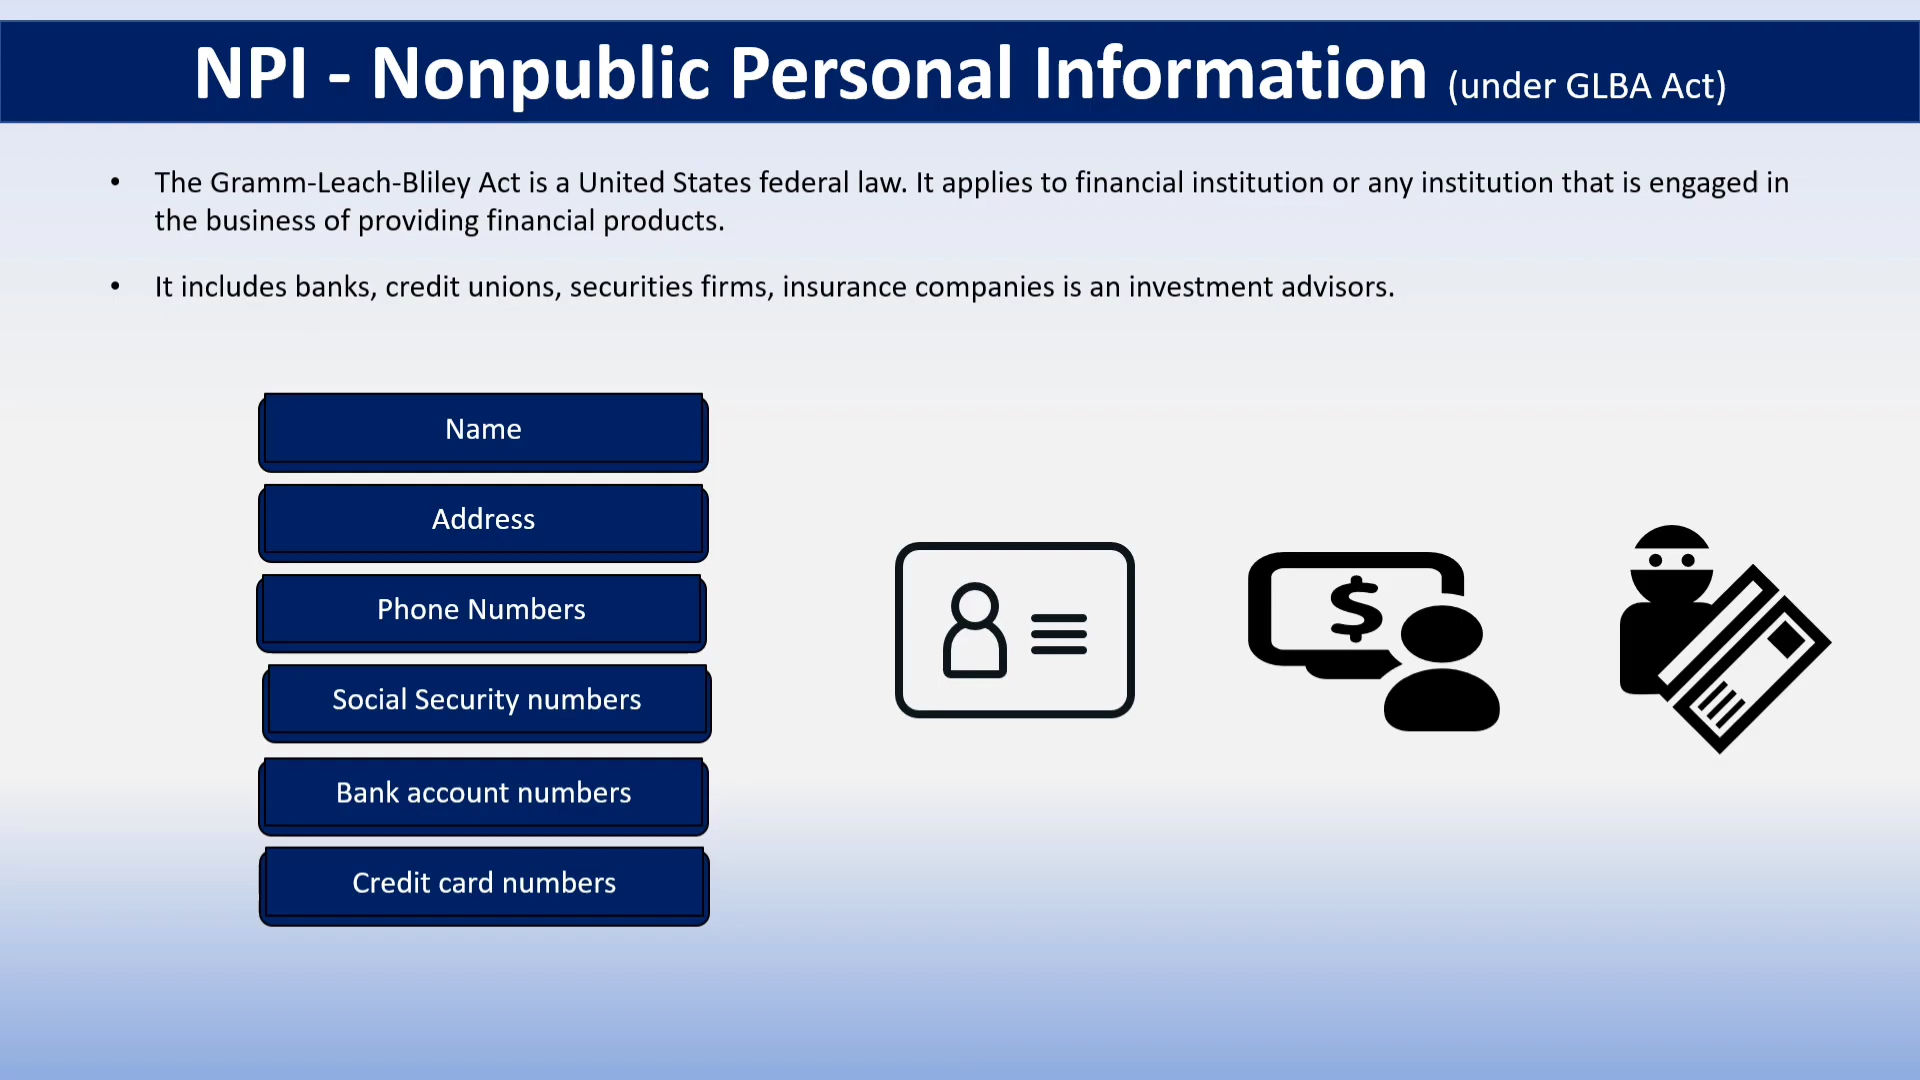 NPI - Nonpublic Personal Information (under GLBA Act)
• The Gramm-Leach-Bliley Act is a United States federal law. It applies to financial institution or any institution that is engaged in
the business of providing financial products.
• It includes banks, credit unions, securities firms, insurance companies is an investment advisors.
Name
Address
Phone Numbers
Social Security numbers
Bank account numbers
Credit card numbers
$